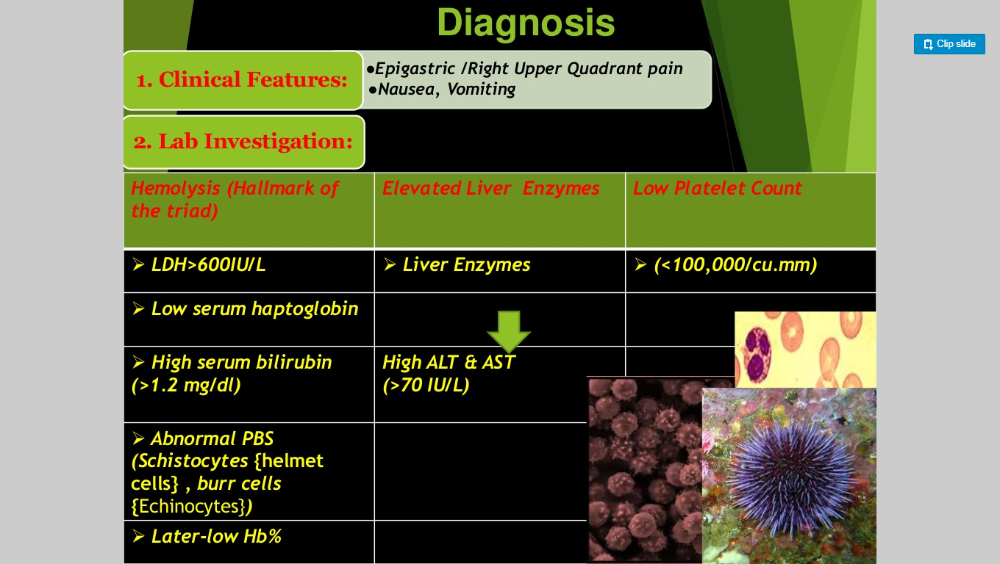 Diagnosis
Clip slide
1. Clinical Features:
●Epigastric /Right Upper Quadrant pain
●Nausea, Vomiting
2. Lab Investigation:
Hemolysis (Hallmark of
the triad)
Elevated Liver Enzymes
Low Platelet Count
➢ LDH>600IU/L
➢ Liver Enzymes
➢ (<100,000/cu.mm)
➢ Low serum haptoglobin
➢ High serum bilirubin
(>1.2 mg/dl)
High ALT & AST
(>70 IU/L)
➢ Abnormal PBS
(Schistocytes {helmet
cells} , burr cells
{Echinocytes})
➢ Later-low Hb%